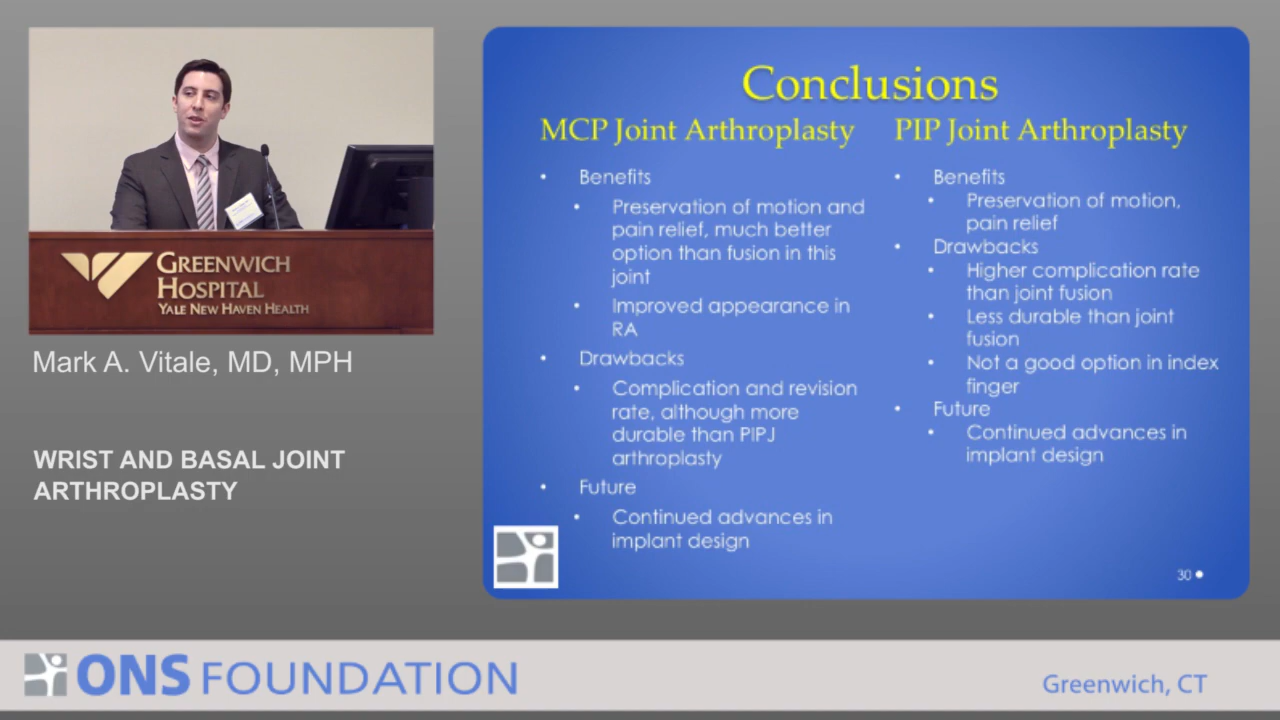 GREENWICH
HOSPITAL
YALE NEW HAVEN HEALTH
Mark A. Vitale, MD, MPH
WRIST AND BASAL JOINT
ARTHROPLASTY
Conclusions
MCP Joint Arthroplasty
• Benefits
• Preservation of motion and
pain relief, much better
option than fusion in this
joint
• Improved appearance in
RA
• Drawbacks
• Complication and revision
rate, although more
durable than PIPJ
arthroplasty
• Future
• Continued advances in
implant design
PIP Joint Arthroplasty
• Benefits
• Preservation of motion,
pain relief
• Drawbacks
• Higher complication rate
than joint fusion
• Less durable than joint
fusion
• Not a good option in index
finger
• Future
• Continued advances in
implant design
30
ONS FOUNDATION
Greenwich, CT